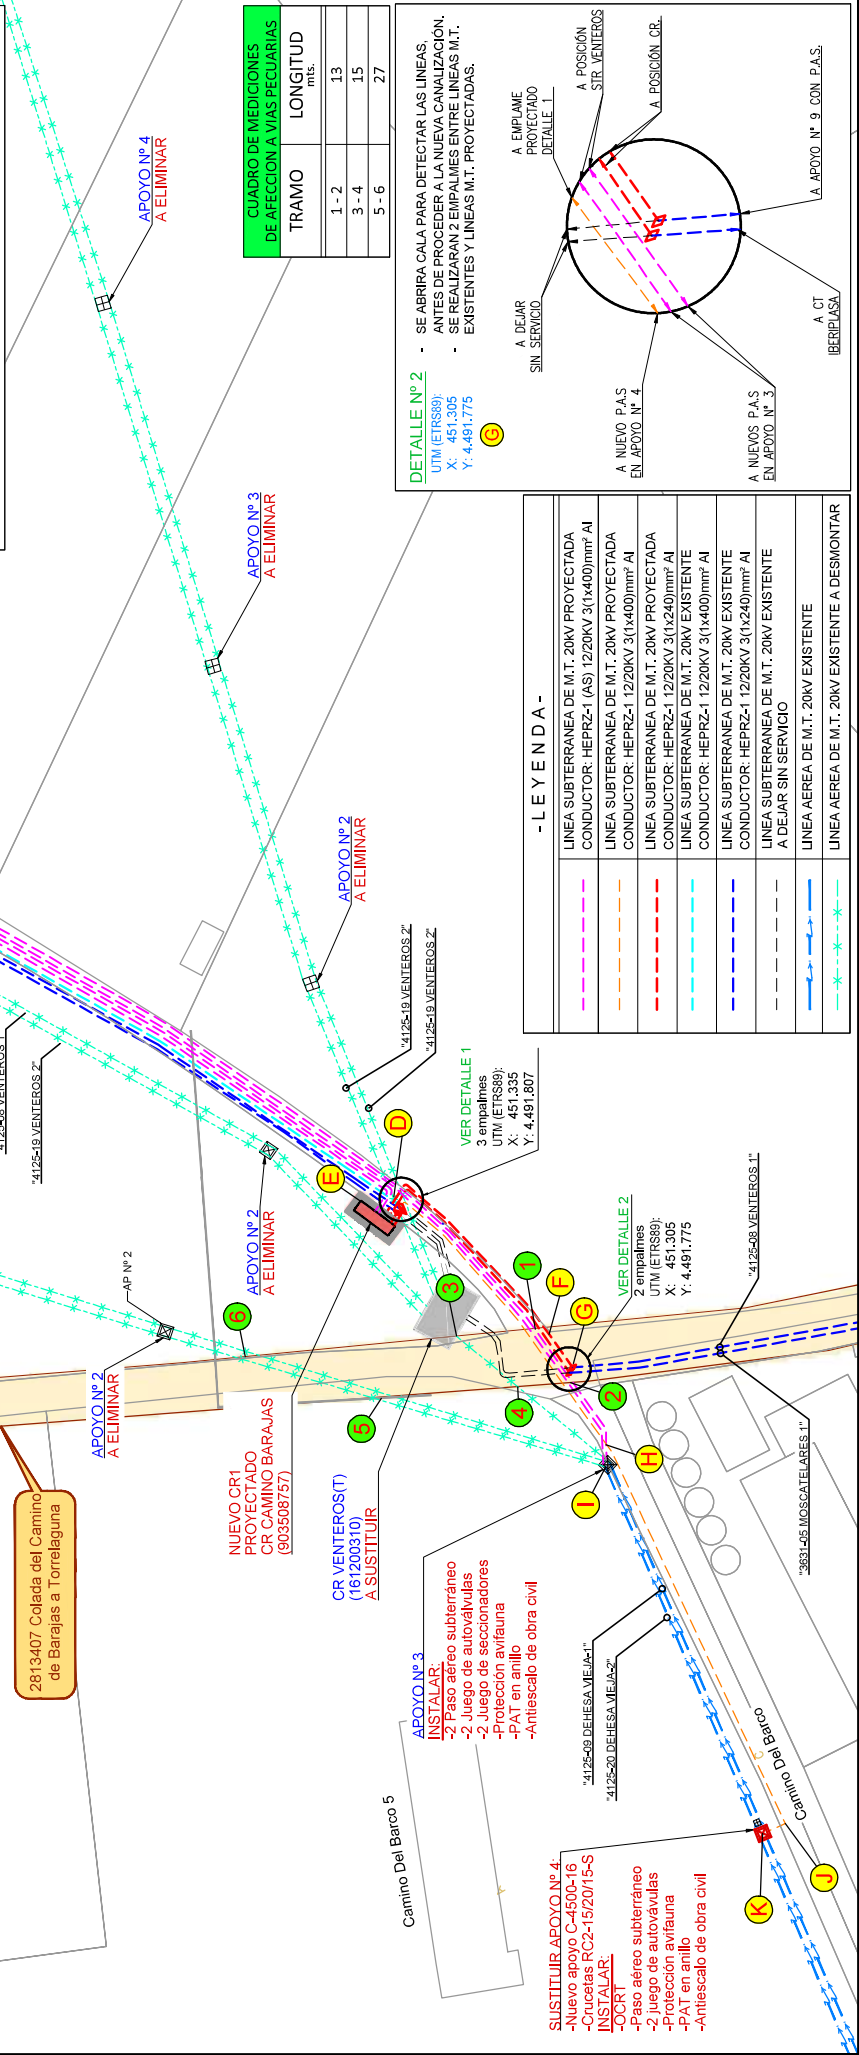 CUADRO DE MEDICIONES
DE AFECCION A VIAS PECUARIAS
TRAMO
LONGITUD
mts.
1 - 2
13
3 - 4
15
5 - 6
27
DETALLE Nº 2
UTM (ETRS89):
X: 451.305
Y: 4.491.775
G
- SE ABRIRA CALA PARA DETECTAR LAS LINEAS,
ANTES DE PROCEDER A LA NUEVA CANALIZACIÓN.
- SE REALIZARAN 2 EMPALMES ENTRE LINEAS M.T.
EXISTENTES Y LINEAS M.T. PROYECTADAS.
A DEJAR
SIN SERVICIO
A EMPLAME
PROYECTADO
DETALLE 1
A POSICIÓN
STR VENTEROS
A POSICIÓN CR.
A NUEVO P.A.S
EN APOYO Nº 4
A NUEVOS P.A.S
EN APOYO Nº 3
A CT
IBERIPLASA
A APOYO Nº 9 CON P.A.S.
-LEYENDA-
LINEA SUBTERRANEA DE M.T. 20kV PROYECTADA
CONDUCTOR: HEPRZ-1 (AS) 12/20KV 3(1x400)mm² Al
LINEA SUBTERRANEA DE M.T. 20kV PROYECTADA
CONDUCTOR: HEPRZ-1 12/20KV 3(1x400)mm² Al
LINEA SUBTERRANEA DE M.T. 20kV PROYECTADA
CONDUCTOR: HEPRZ-1 12/20KV 3(1x240)mm² Al
LINEA SUBTERRANEA DE M.T. 20kV EXISTENTE
CONDUCTOR: HEPRZ-1 12/20KV 3(1x400)mm² Al
LINEA SUBTERRANEA DE M.T. 20kV EXISTENTE
CONDUCTOR: HEPRZ-1 12/20KV 3(1x240)mm² Al
LINEA SUBTERRANEA DE M.T. 20kV EXISTENTE
A DEJAR SIN SERVICIO
LINEA AEREA DE M.T. 20kV EXISTENTE
LINEA AEREA DE M.T. 20kV EXISTENTE A DESMONTAR
APOYO Nº 4
A ELIMINAR
APOYO Nº 3
A ELIMINAR
APOYO Nº 2
A ELIMINAR
"4125-19 VENTEROS 2"
"4125-19 VENTEROS 2"
"4125-19 VENTEROS 2"
APOYO Nº 2
A ELIMINAR
AP Nº 2
APOYO Nº 2
A ELIMINAR
E
D
VER DETALLE 1
3 empalmes
UTM (ETRS89):
X: 451.335
Y: 4.491.807
VER DETALLE 2
2 empalmes
UTM (ETRS89):
X: 451.305
Y: 4.491.775
"4125-08 VENTEROS 1"
"3631-05 MOSCATELARES 1"
6
5
3
4
1
F
G
2
H
I
2813407 Colada del Camino
de Barajas a Torrelaguna
NUEVO CR1
PROYECTADO
CR CAMINO BARAJAS
(903508757)
CR VENTEROS(T)
(161200310)
A SUSTITUIR
APOYO Nº 3
INSTALAR:
-2 Paso aéreo subterráneo
-2 Juego de autoválvulas
-2 Juego de seccionadores
-Protección avifauna
-PAT en anillo
-Antiescalo de obra civil
"4125-09 DEHESA VIEJA-1"
"4125-20 DEHESA VIEJA-2"
Camino Del Barco 5
Camino Del Barco
SUSTITUIR APOYO Nº 4:
-Nuevo apoyo C-4500-16
-Crucetas RC2-15/20/15-S
INSTALAR:
-OCRT
-Paso aéreo subterráneo
-2 juego de autovávulas
-Protección avifauna
-PAT en anillo
-Antiescalo de obra civil
K
J